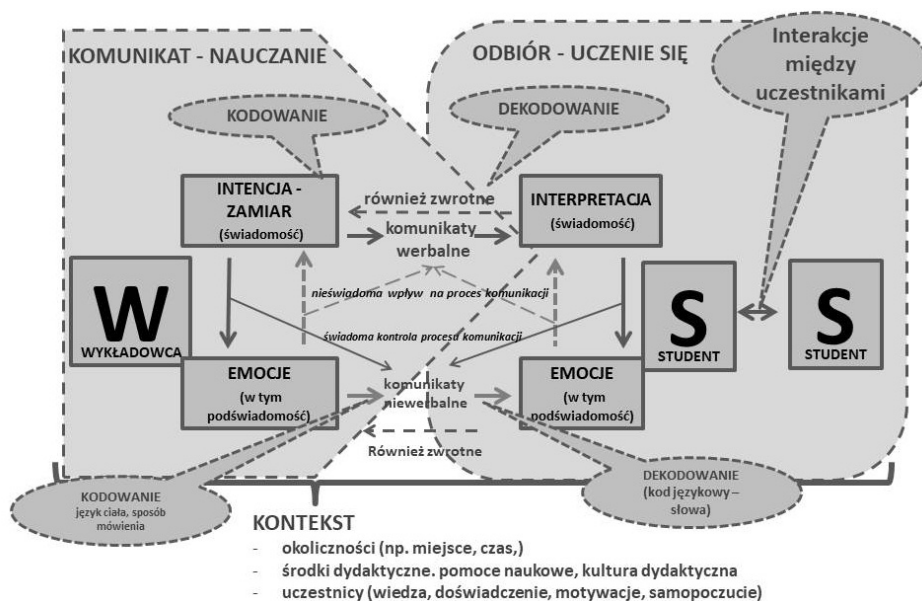 KOMUNIKAT - NAUCZANIE
ODBIÓR - UCZENIE SIĘ
Interakcje
między
uczestnikami
KODOWANIE
DEKODOWANIE
INTENCJA -
ZAMIAR
(świadomość)
również zwrotne
komunikaty
werbalne
INTERPRETACJA
(świadomość)
nieświadoma wpływ na proces komunikacji
W
WYKŁADOWCA
świadoma kontrola procesa komunikacji
S
STUDENT
S
STUDENT
EMOCJE
(w tym
podświadomość)
komunikaty
niewerbalne
EMOCJE
(w tym
podświadomość)
Również zwrotne
KODOWANIE
język ciała, sposób
mówienia
DEKODOWANIE
(kod językowy –
słowa)
KONTEKST
- okoliczności (np. miejsce, czas,)
- środki dydaktyczne. pomoce naukowe, kultura dydaktyczna
- uczestnicy (wiedza, doświadczenie, motywacje, samopoczucie)